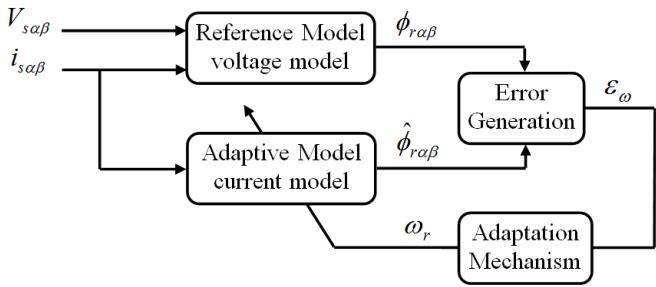 V_{sαβ}
i_{sαβ}
Reference Model
voltage model
ϕ_{rαβ}
Error
Generation
ε_ω
Adaptive Model
current model
\hat{ϕ}_{rαβ}
ω_r
Adaptation
Mechanism